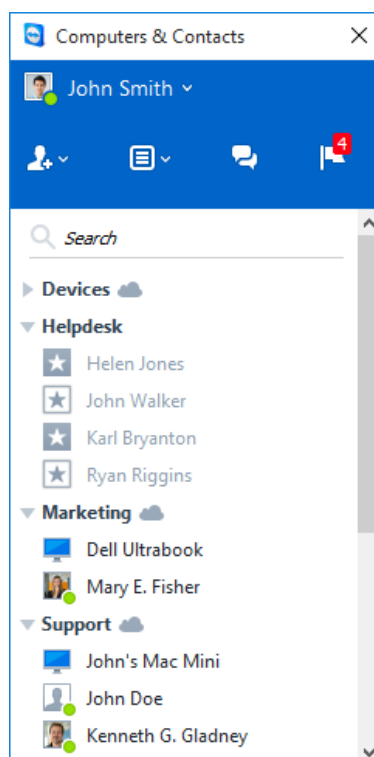 Computers & Contacts
John Smith
4
Search
Devices
Helpdesk
Helen Jones
John Walker
Karl Bryanton
Ryan Riggins
Marketing
Dell Ultrabook
Mary E. Fisher
Support
John's Mac Mini
John Doe
Kenneth G. Gladney